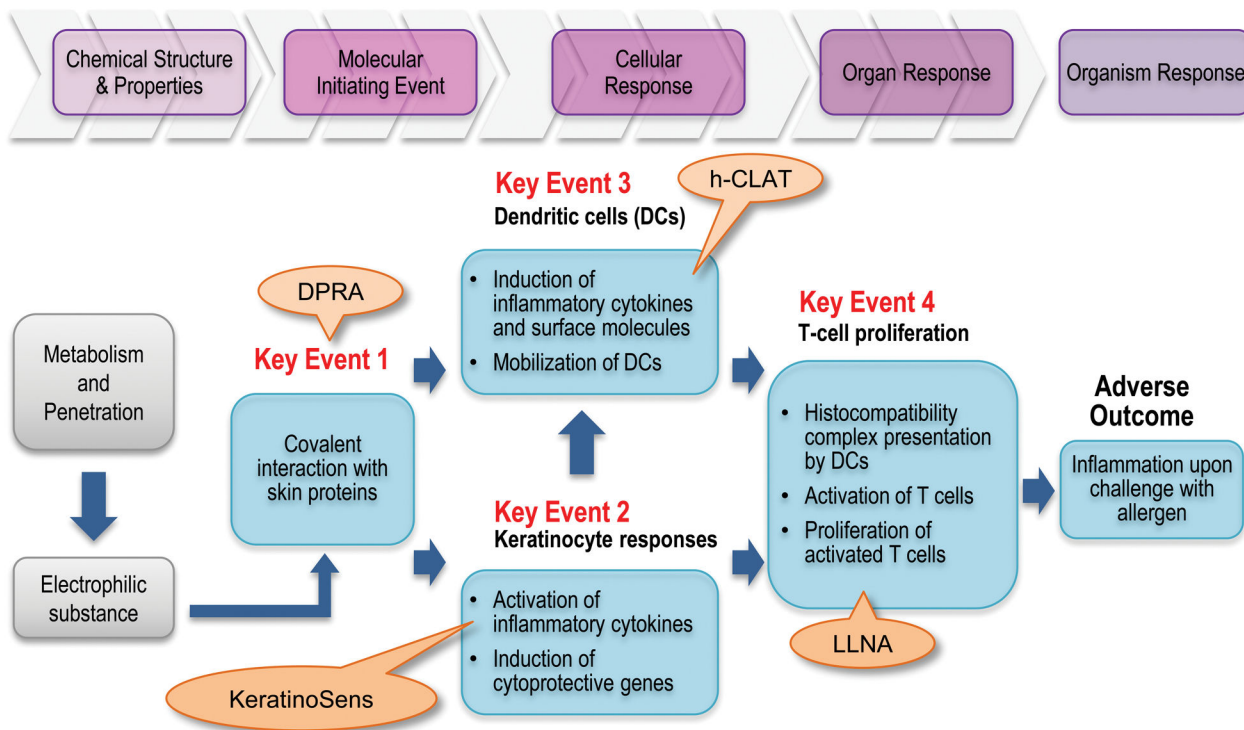 Chemical Structure
& Properties
Molecular
Initiating Event
Cellular
Response
Organ Response
Organism Response
Metabolism
and
Penetration
Electrophilic
substance
DPRA
Key Event 1
Covalent
interaction with
skin proteins
Key Event 3
Dendritic cells (DCs)
h-CLAT
• Induction of
inflammatory cytokines
and surface molecules
• Mobilization of DCs
Key Event 2
Keratinocyte responses
• Activation of
inflammatory cytokines
• Induction of
cytoprotective genes
KeratinoSens
Key Event 4
T-cell proliferation
• Histocompatibility
complex presentation
by DCs
• Activation of T cells
• Proliferation of
activated T cells
LLNA
Adverse
Outcome
Inflammation upon
challenge with
allergen